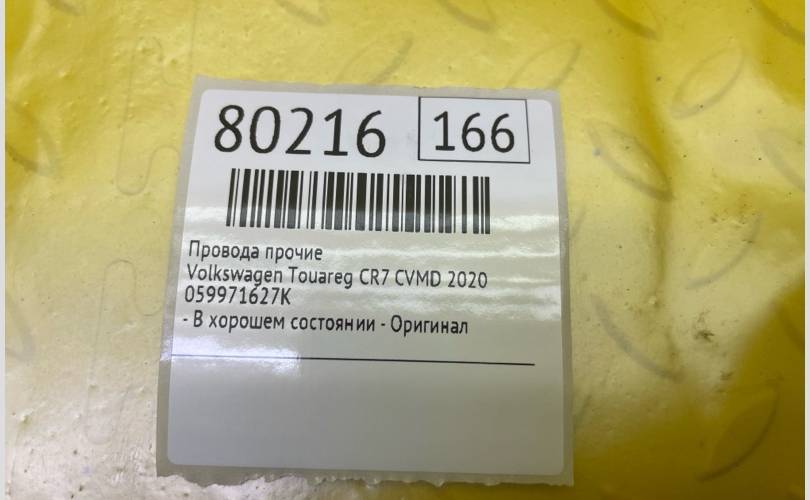 80216 166
Провода прочие
Volkswagen Touareg CR7 CVMD 2020
059971627K
- В хорошем состоянии - Оригинал